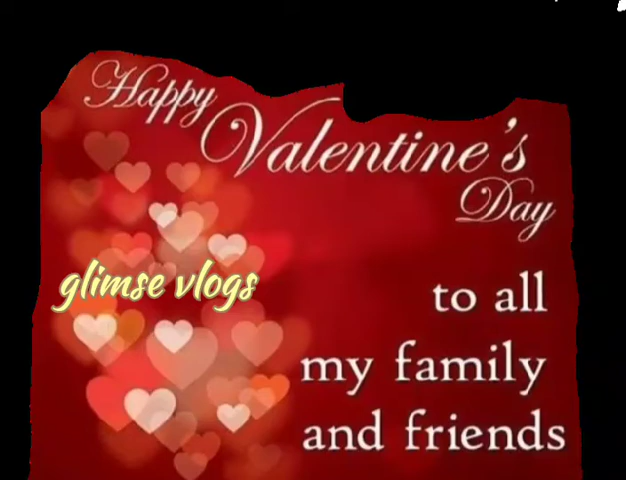 Happy
Valentine's
Day
glimse vlogs
to all
my family
and friends